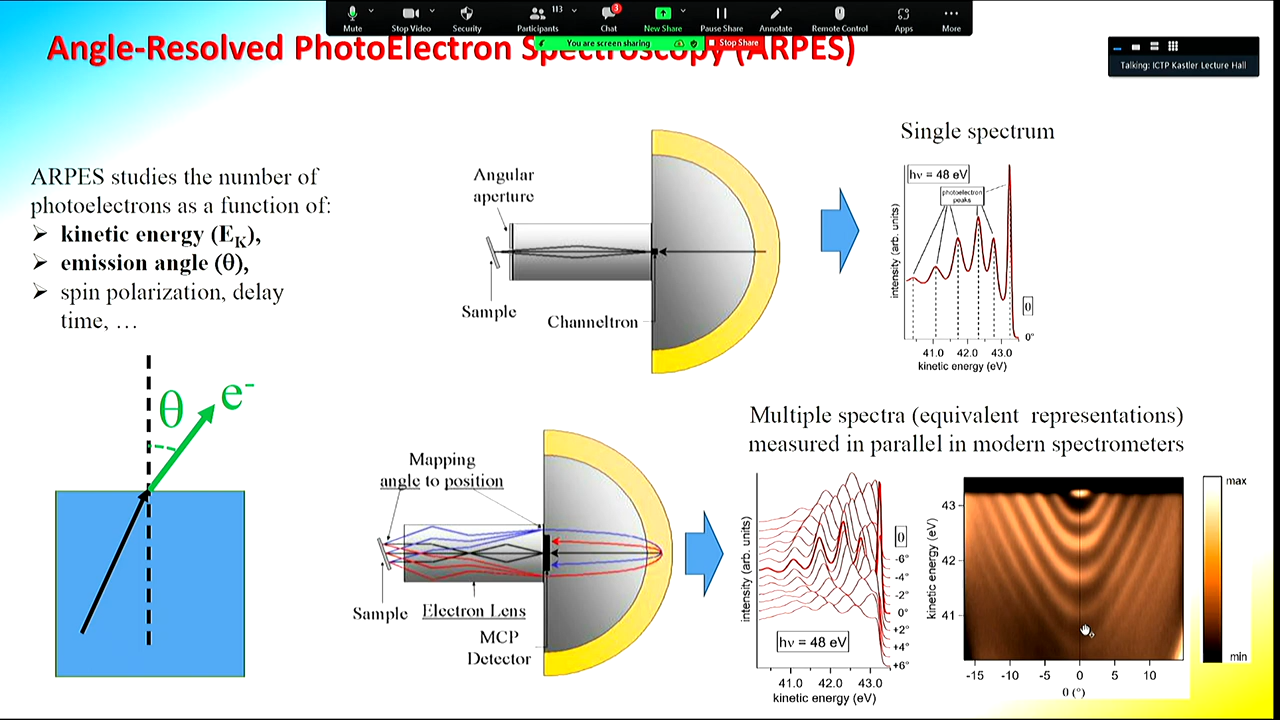 Mute
Stop Video
Security
Participants
113
Chat
3
New Share
Pause Share
Annotate
Remote Control
Apps
More
You are screen sharing
Stop Share
Talking: ICTP Kastler Lecture Hall
Angle-Resolved PhotoElectron Spectroscopy (ARPES)
ARPES studies the number of
photoelectrons as a function of:
➢ kinetic energy (E_K),
➢ emission angle (θ),
➢ spin polarization, delay
time, …
θ
e⁻
Angular
aperture
Sample
Channeltron
Single spectrum
hν = 48 eV
photoelectron
peaks
intensity (arb. units)
θ
0°
41.0 42.0 43.0
kinetic energy (eV)
Mapping
angle to position
Sample
Electron Lens
MCP
Detector
Multiple spectra (equivalent representations)
measured in parallel in modern spectrometers
intensity (arb. units)
θ
-6°
-4°
-2°
0°
+2°
+4°
+6°
hν = 48 eV
41.0 42.0 43.0
kinetic energy (eV)
kinetic energy (eV)
43
42
41
-15 -10 -5 0 5 10
θ (°)
max
min